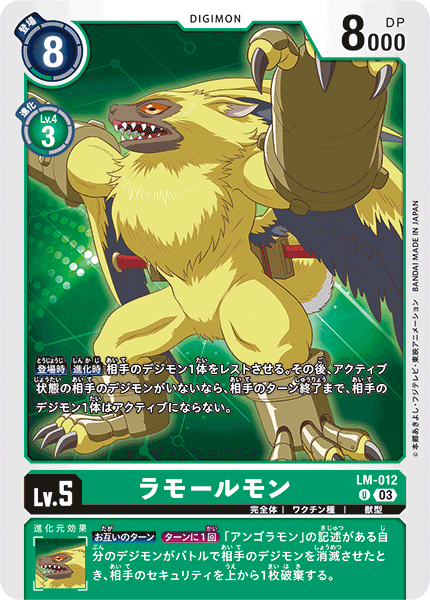 DIGIMON
登場
8
8000
DP
進化
Lv.4
3
BANDAI MADE IN JAPAN
©本郷あきよし・フジテレビ・東映アニメーション
登場時 進化時 相手のデジモン1体をレストさせる。その後、アクティブ
状態の相手のデジモンがいないなら、相手のターン終了まで、相手の
デジモン1体はアクティブにならない。
LM-012
Lv.5
ラモールモン
U 03
完全体 ワクチン種 獣型
進化元効果
お互いのターン ターンに1回 「アンゴラモン」の記述がある自
分のデジモンがバトルで相手のデジモンを消滅させたと
き、相手のセキュリティを上から1枚破棄する。